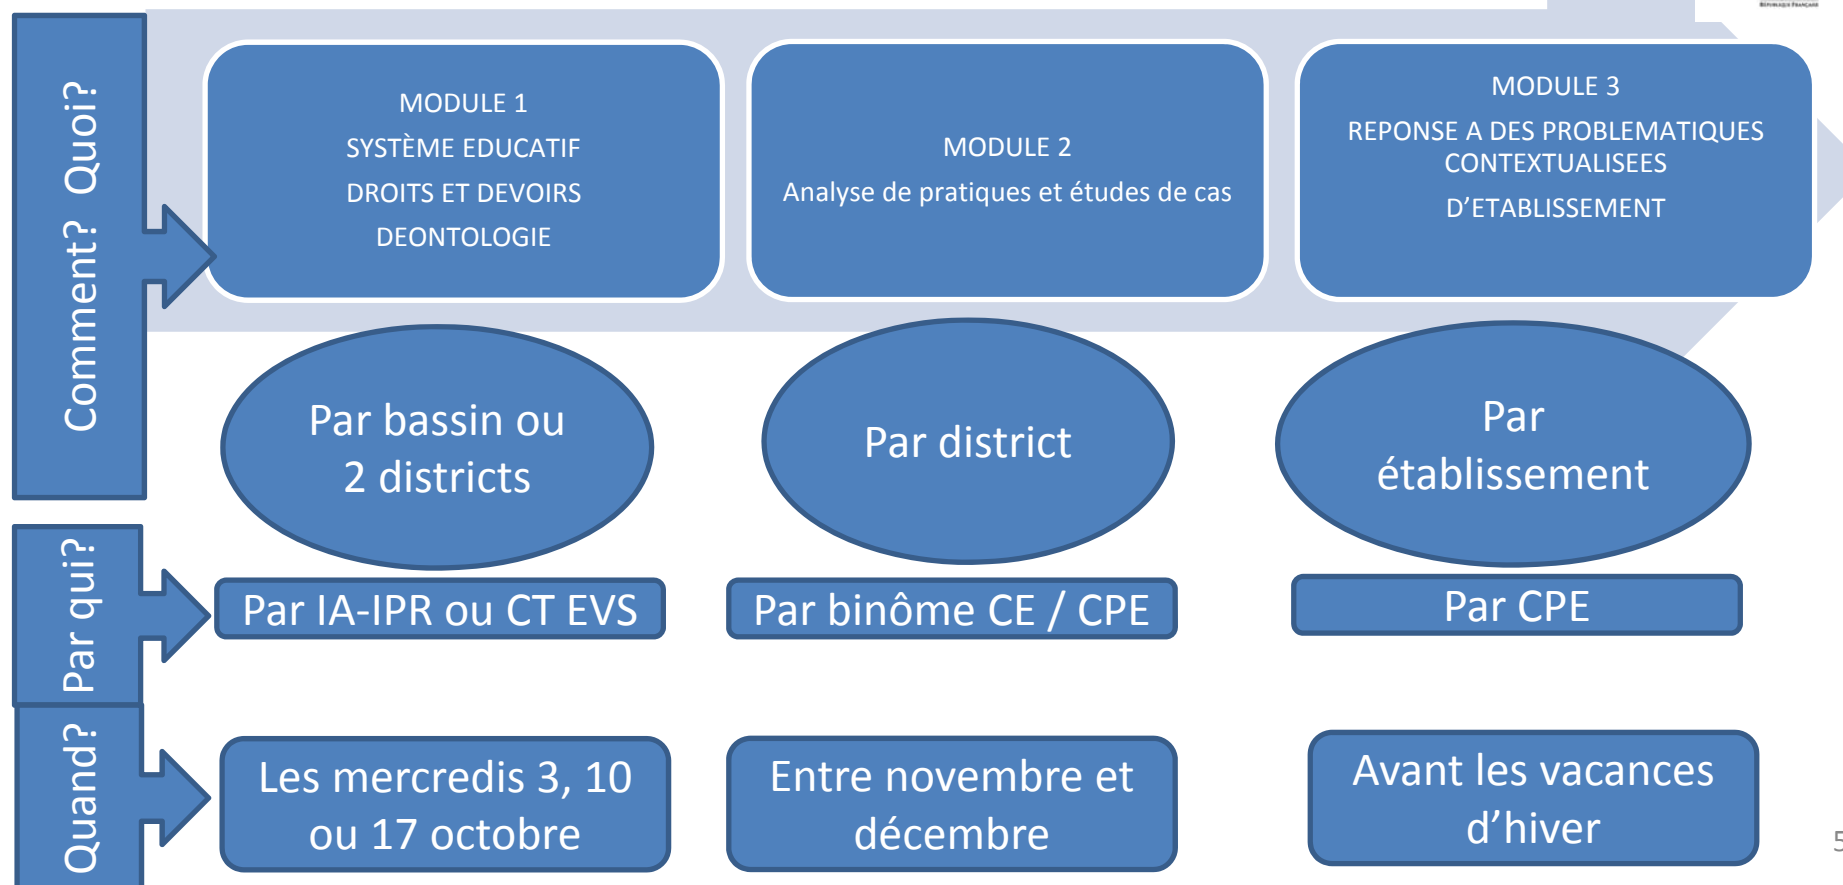 RÉPUBLIQUE FRANÇAISE
Comment? Quoi?
MODULE 1
SYSTÈME EDUCATIF
DROITS ET DEVOIRS
DEONTOLOGIE
MODULE 2
Analyse de pratiques et études de cas
MODULE 3
REPONSE A DES PROBLEMATIQUES
CONTEXTUALISEES
D’ETABLISSEMENT
Par bassin ou
2 districts
Par district
Par
établissement
Par qui?
Par IA-IPR ou CT EVS
Par binôme CE / CPE
Par CPE
Quand?
Les mercredis 3, 10
ou 17 octobre
Entre novembre et
décembre
Avant les vacances
d’hiver
5